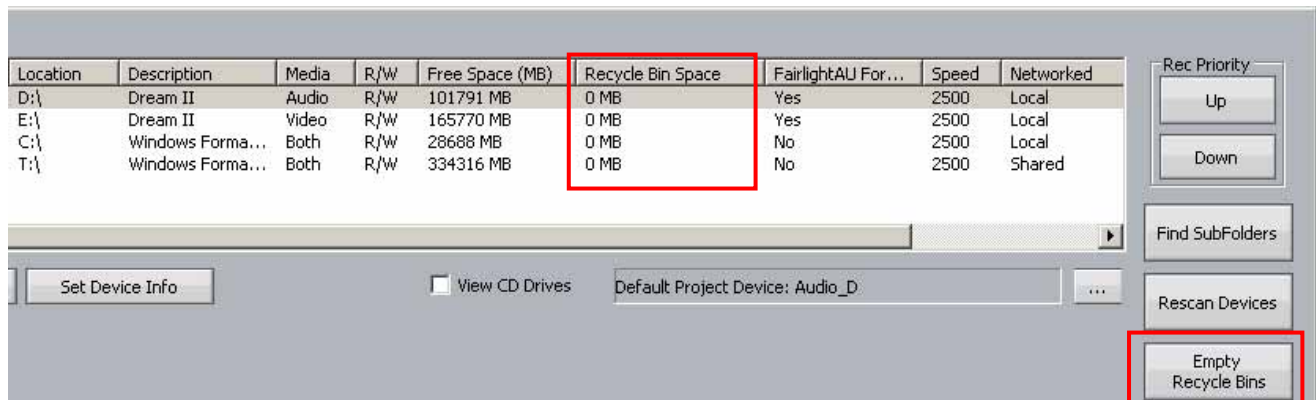 Location Description Media R/W Free Space (MB) Recycle Bin Space FairlightAU For... Speed Networked
D:\ Dream II Audio R/W 101791 MB 0 MB Yes 2500 Local
E:\ Dream II Video R/W 165770 MB 0 MB Yes 2500 Local
C:\ Windows Forma... Both R/W 28688 MB 0 MB No 2500 Local
T:\ Windows Forma... Both R/W 334316 MB 0 MB No 2500 Shared
Rec Priority
Up
Down
Find SubFolders
Set Device Info View CD Drives Default Project Device: Audio_D ...
Rescan Devices
Empty
Recycle Bins